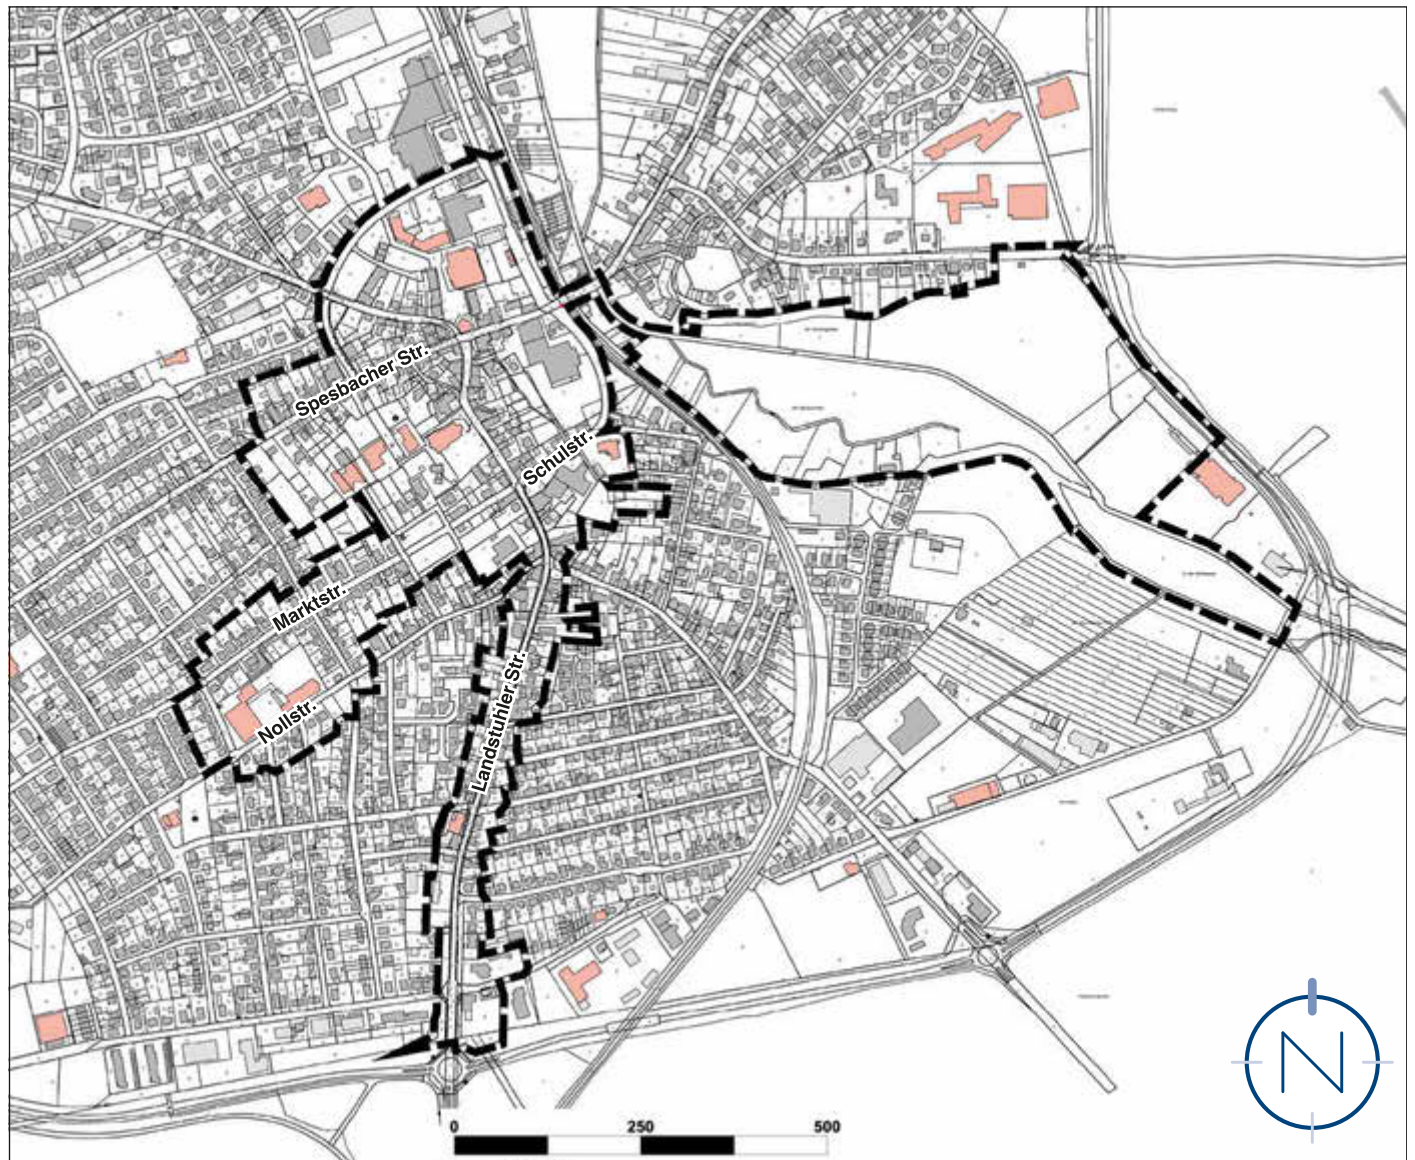 Spesbacher Str.
Schulstr.
Marktstr.
Nollstr.
Landstuhler Str.
0 250 500
N